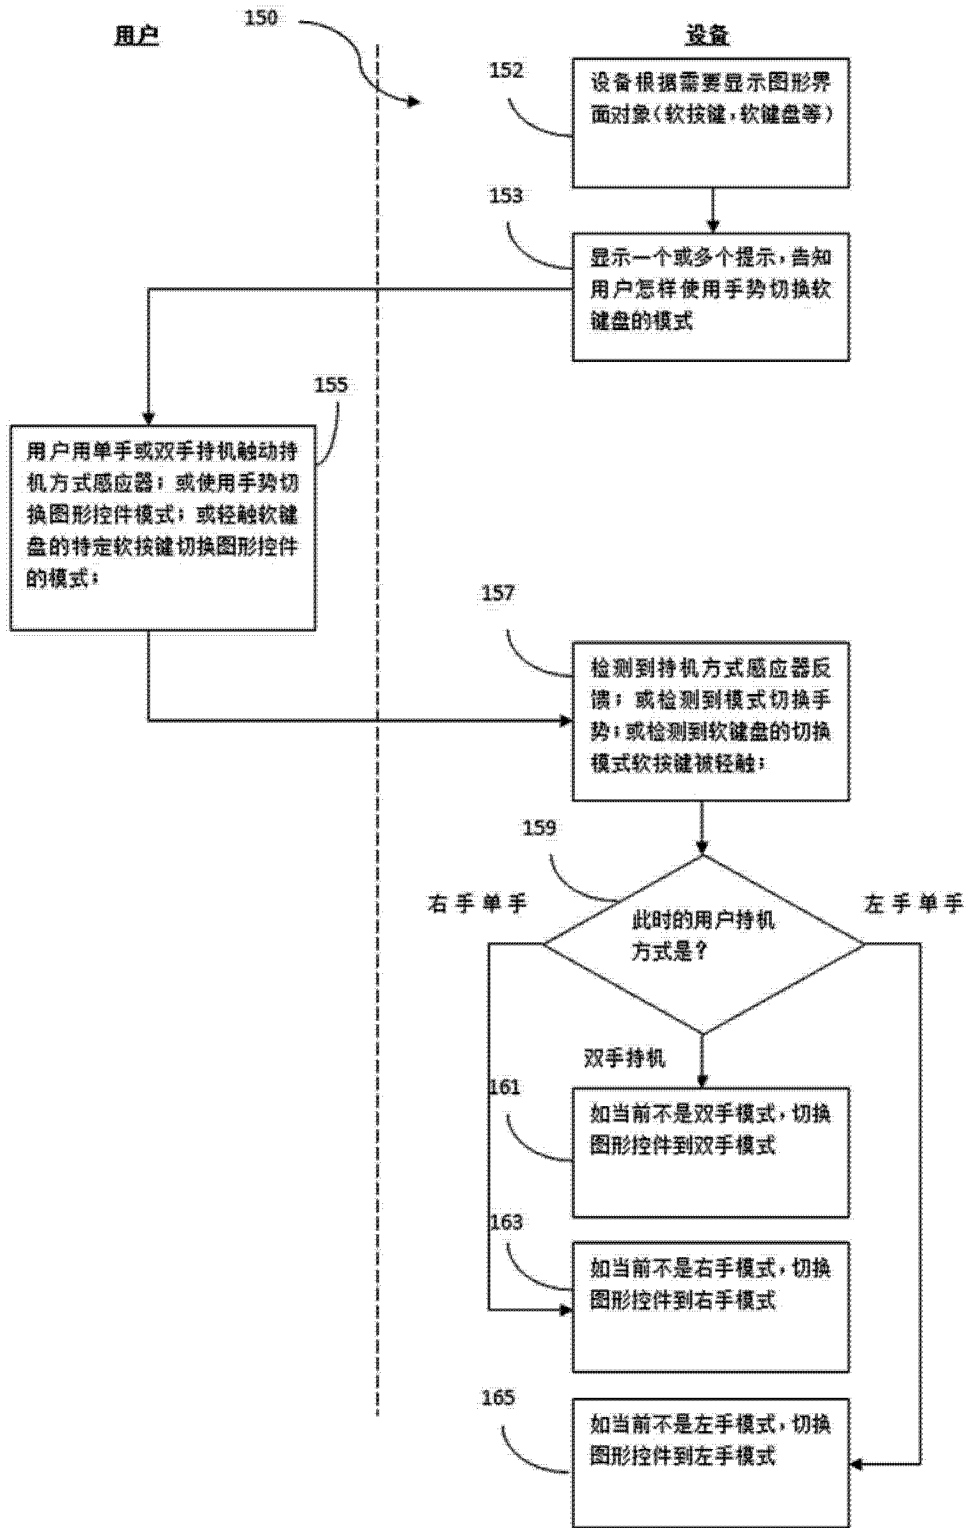 用户
150
设备
152
设备根据需要显示图形界
面对象(软按键,软键盘等)
153
显示一个或多个提示,告知
用户怎样使用手势切换软
键盘的模式
155
用户用单手或双手持机触动持
机方式感应器;或使用手势切
换图形控件模式;或轻触软键
盘的特定软按键切换图形控件
的模式;
157
检测到持机方式感应器反
馈;或检测到模式切换手
势;或检测到软键盘的切换
模式软按键被轻触;
159
右手单手
左手单手
此时的用户持机
方式是?
双手持机
161
如当前不是双手模式,切换
图形控件到双手模式
163
如当前不是右手模式,切换
图形控件到右手模式
165
如当前不是左手模式,切换
图形控件到左手模式